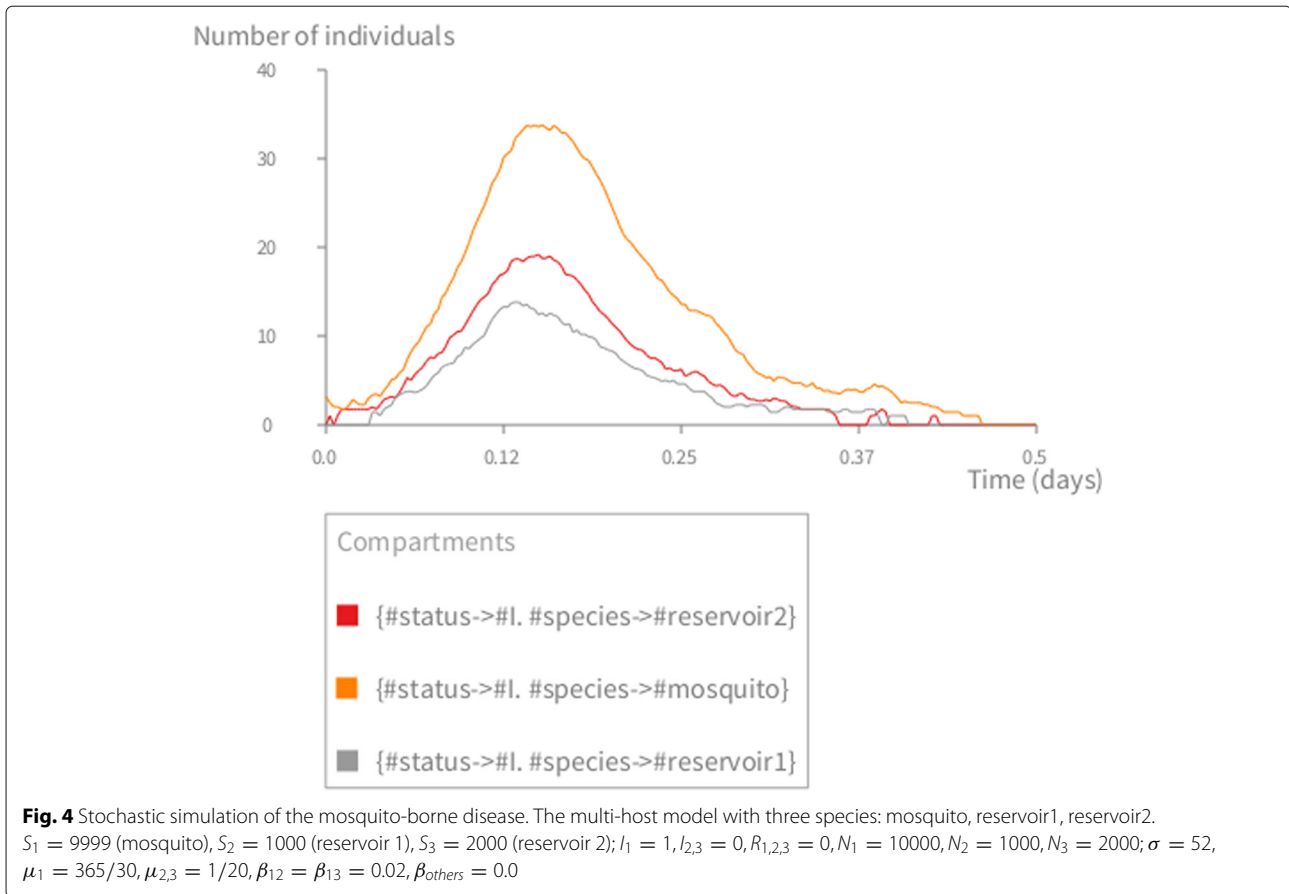 Number of individuals
40
30
20
10
0
0.0 0.12 0.25 0.37 0.5
Time (days)
Compartments
{#status->#I. #species->#reservoir2}
{#status->#I. #species->#mosquito}
{#status->#I. #species->#reservoir1}
Fig. 4 Stochastic simulation of the mosquito-borne disease. The multi-host model with three species: mosquito, reservoir1, reservoir2.
S₁ = 9999 (mosquito), S₂ = 1000 (reservoir 1), S₃ = 2000 (reservoir 2); I₁ = 1, I₂,₃ = 0, R₁,₂,₃ = 0, N₁ = 10000, N₂ = 1000, N₃ = 2000; σ = 52,
μ₁ = 365/30, μ₂,₃ = 1/20, β₁₂ = β₁₃ = 0.02, βothers = 0.0